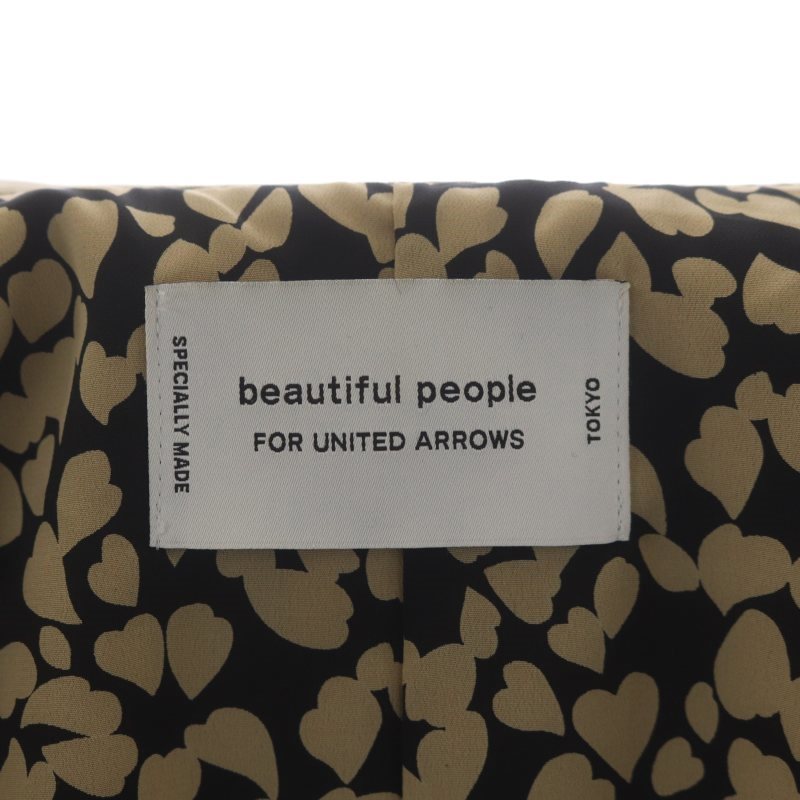 SPECIALLY MADE
beautiful people
FOR UNITED ARROWS
TOKYO